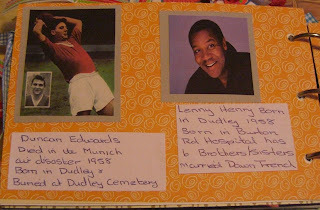 Duncan Edwards
Died in the Munich
air disaster 1958
Born in Dudley &
Buried at Dudley Cemetery
Lenny Henry Born
in Dudley 1958
Born in Burton
Rd Hospital has
6 Brothers/Sisters
married Dawn French